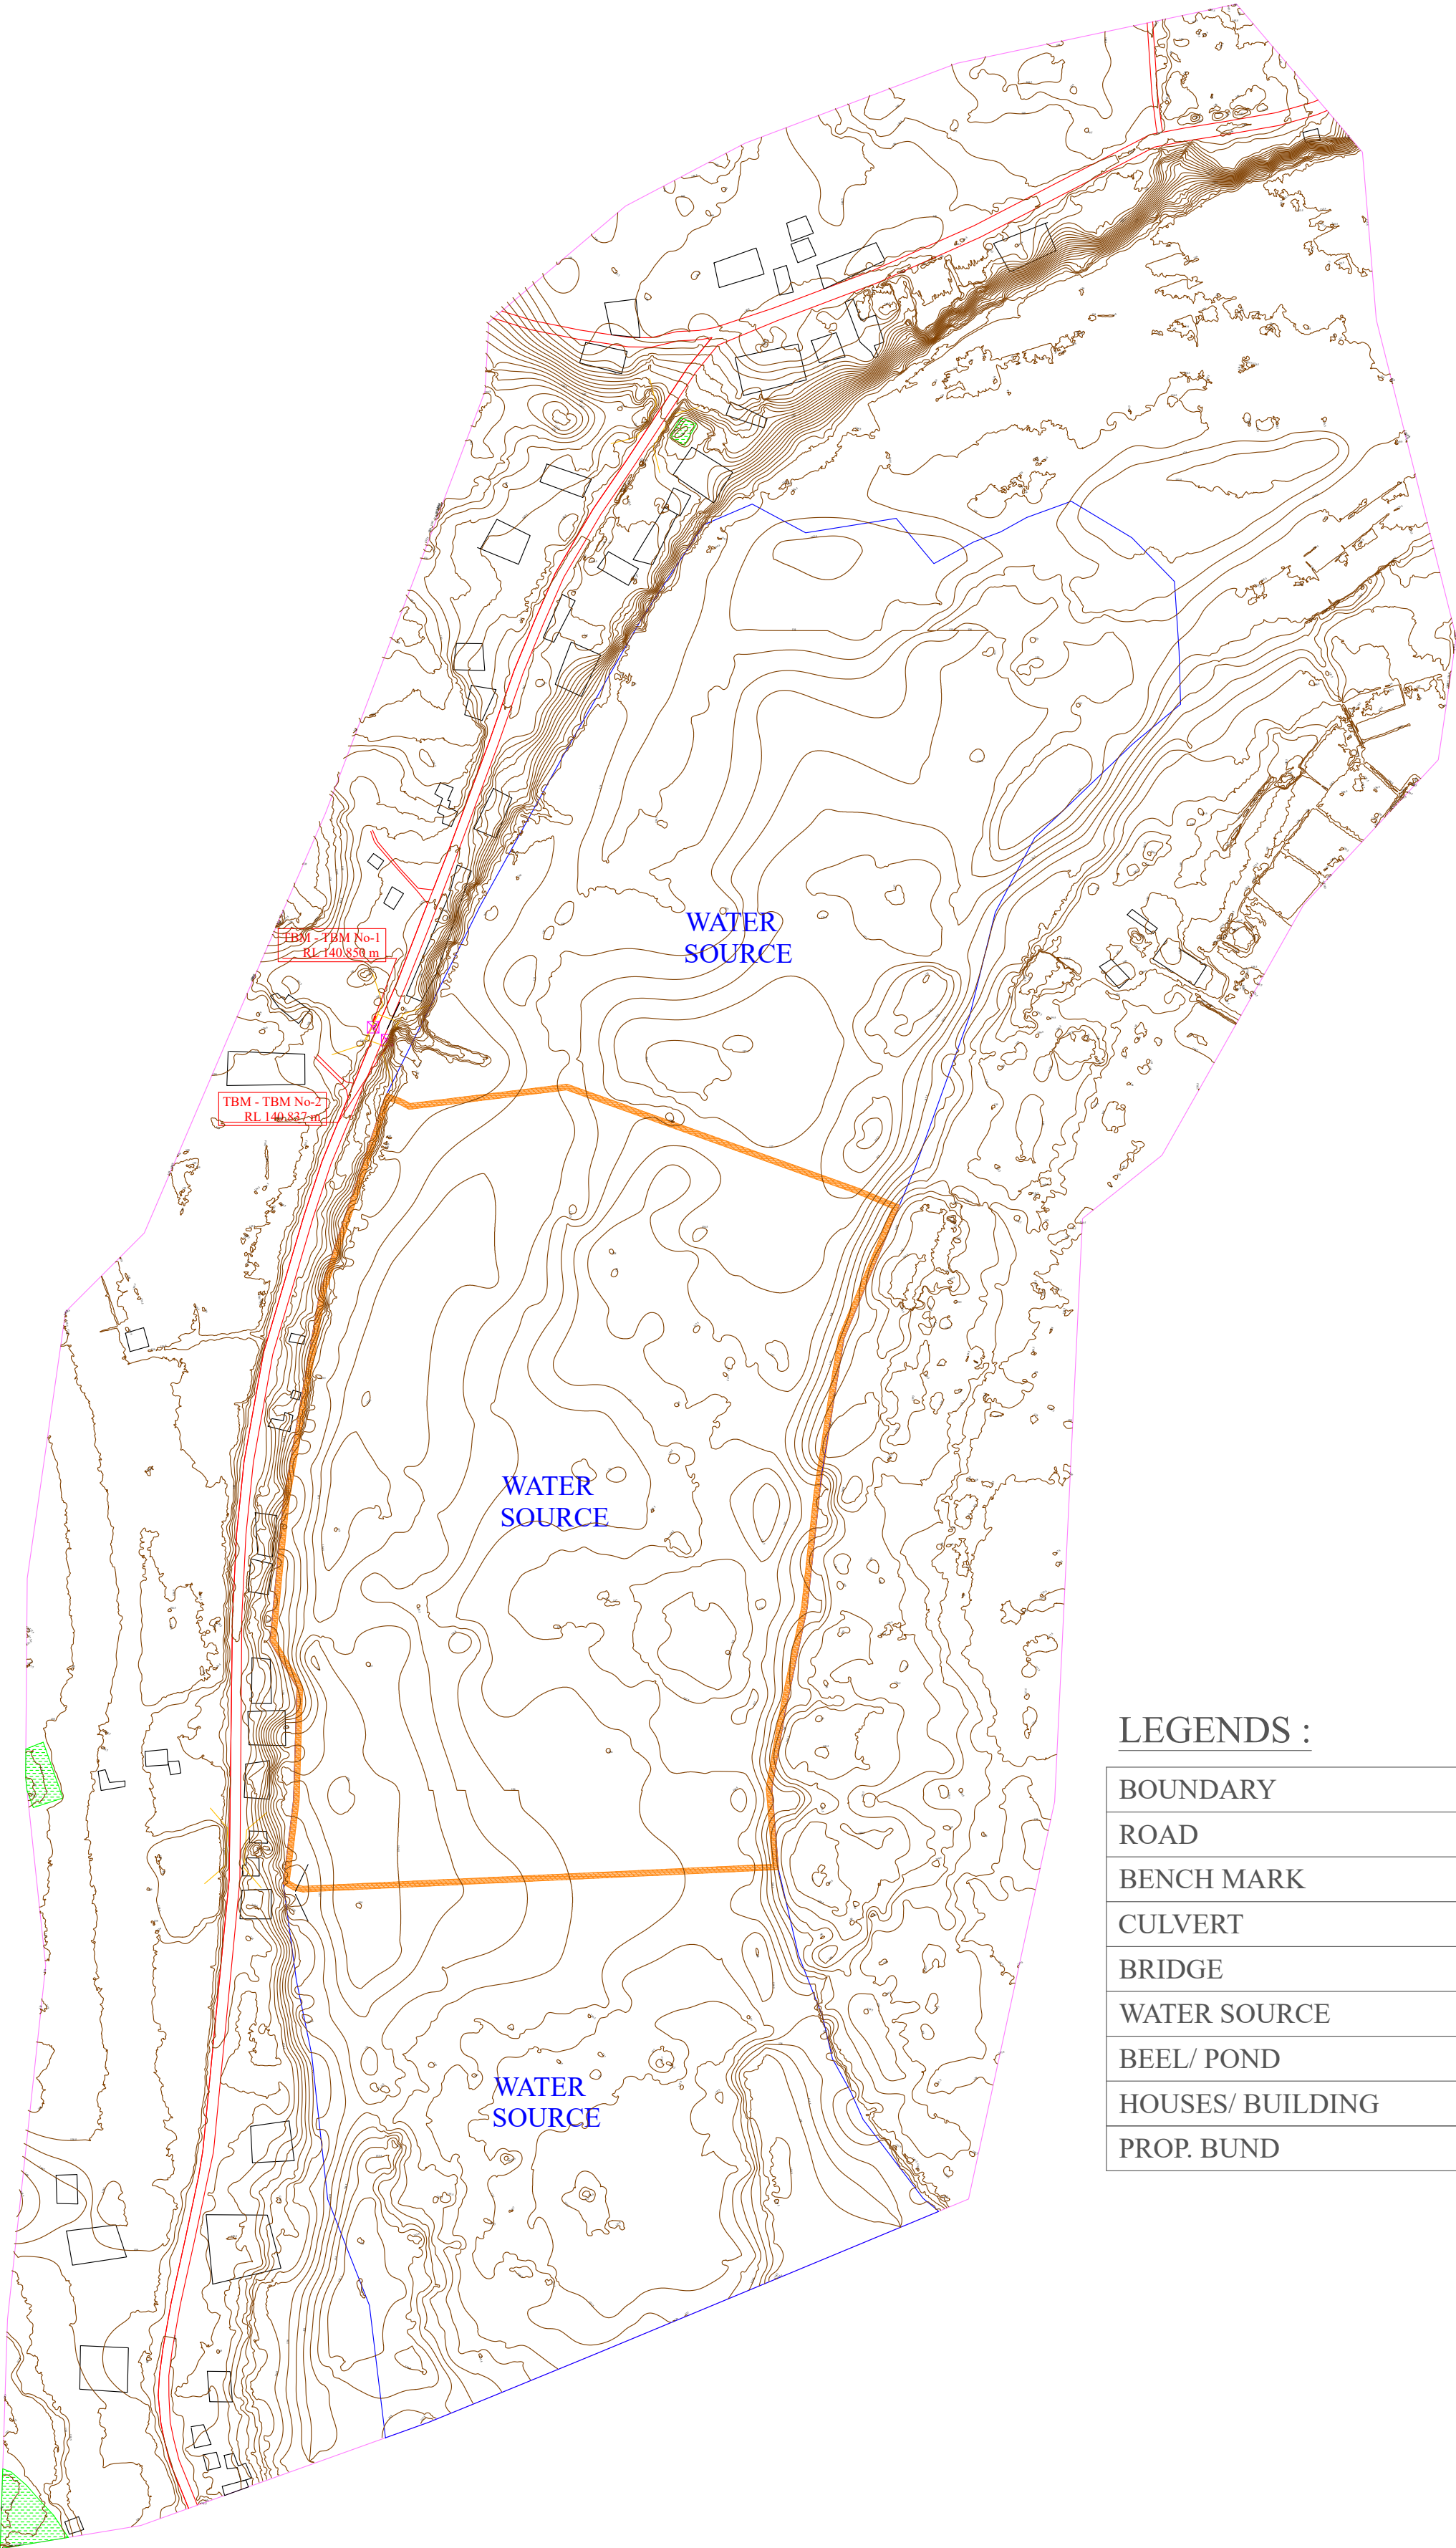 WATER
SOURCE
TBM - TBM No-1
RL 140.850 m
TBM - TBM No-2
RL 140.837 m
WATER
SOURCE
LEGENDS :
BOUNDARY
ROAD
BENCH MARK
CULVERT
BRIDGE
WATER SOURCE
BEEL/ POND
HOUSES/ BUILDING
PROP. BUND
WATER
SOURCE